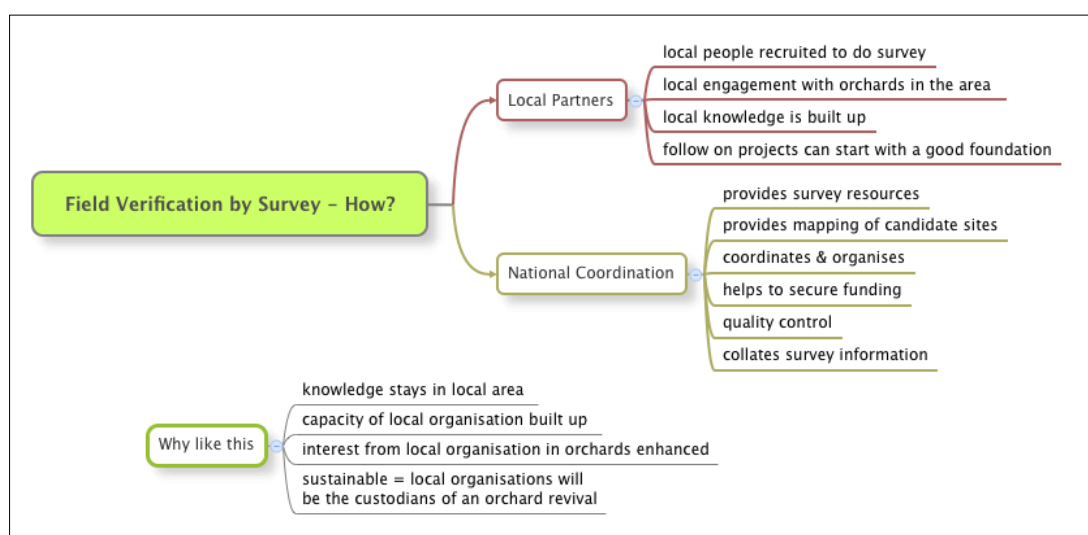 Field Verification by Survey - How?
Local Partners
local people recruited to do survey
local engagement with orchards in the area
local knowledge is built up
follow on projects can start with a good foundation
National Coordination
provides survey resources
provides mapping of candidate sites
coordinates & organises
helps to secure funding
quality control
collates survey information
Why like this
knowledge stays in local area
capacity of local organisation built up
interest from local organisation in orchards enhanced
sustainable = local organisations will
be the custodians of an orchard revival